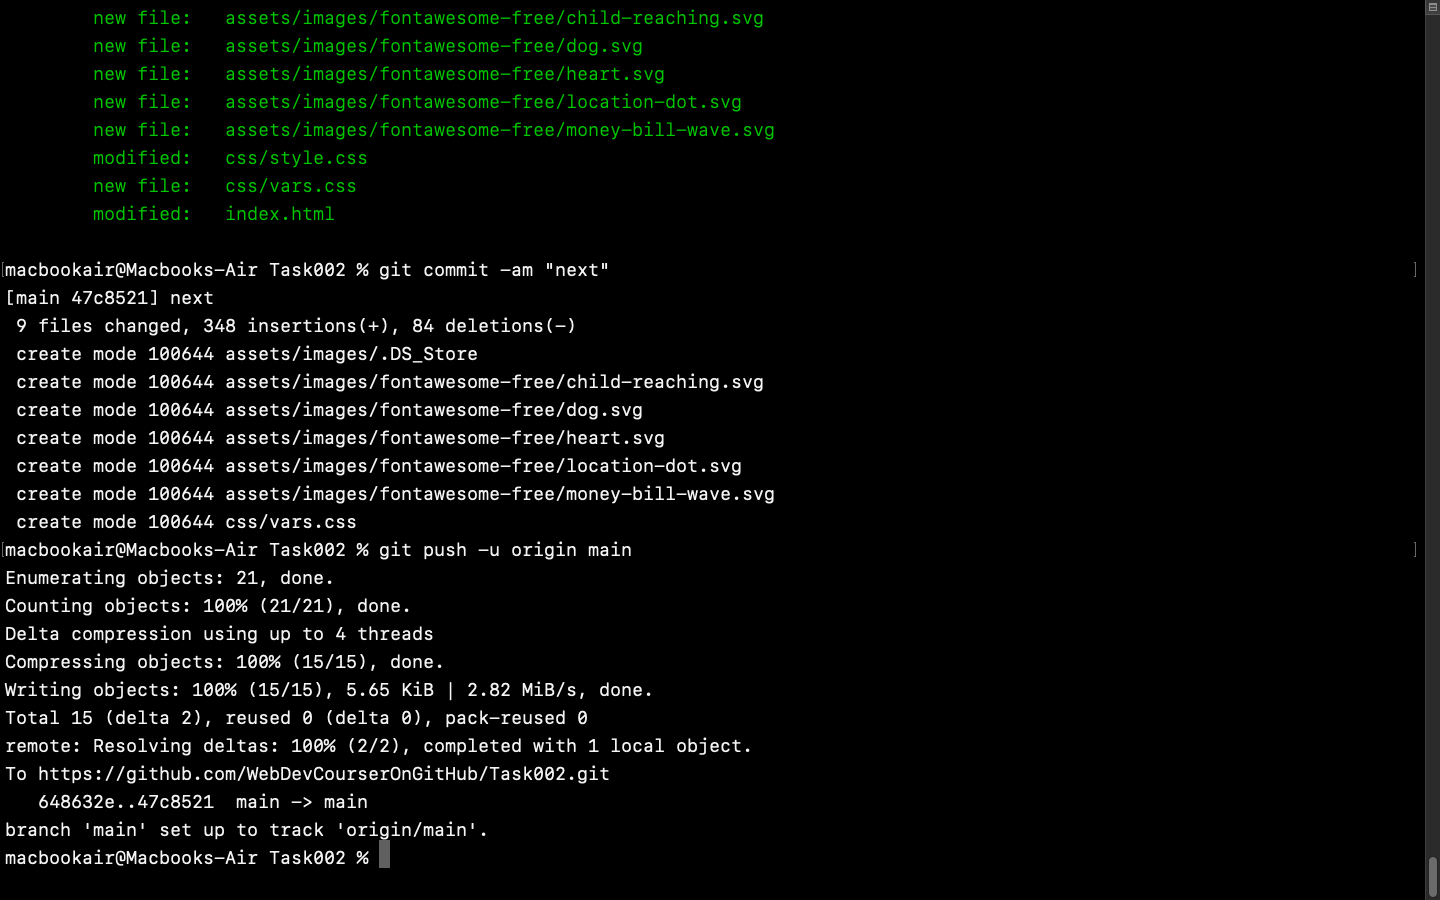 new file:   assets/images/fontawesome-free/child-reaching.svg
new file:   assets/images/fontawesome-free/dog.svg
new file:   assets/images/fontawesome-free/heart.svg
new file:   assets/images/fontawesome-free/location-dot.svg
new file:   assets/images/fontawesome-free/money-bill-wave.svg
modified:   css/style.css
new file:   css/vars.css
modified:   index.html
[macbookair@Macbooks-Air Task002 % git commit -am "next" ]
[main 47c8521] next
 9 files changed, 348 insertions(+), 84 deletions(-)
 create mode 100644 assets/images/.DS_Store
 create mode 100644 assets/images/fontawesome-free/child-reaching.svg
 create mode 100644 assets/images/fontawesome-free/dog.svg
 create mode 100644 assets/images/fontawesome-free/heart.svg
 create mode 100644 assets/images/fontawesome-free/location-dot.svg
 create mode 100644 assets/images/fontawesome-free/money-bill-wave.svg
 create mode 100644 css/vars.css
[macbookair@Macbooks-Air Task002 % git push -u origin main ]
Enumerating objects: 21, done.
Counting objects: 100% (21/21), done.
Delta compression using up to 4 threads
Compressing objects: 100% (15/15), done.
Writing objects: 100% (15/15), 5.65 KiB | 2.82 MiB/s, done.
Total 15 (delta 2), reused 0 (delta 0), pack-reused 0
remote: Resolving deltas: 100% (2/2), completed with 1 local object.
To https://github.com/WebDevCourserOnGitHub/Task002.git
   648632e..47c8521  main -> main
branch 'main' set up to track 'origin/main'.
macbookair@Macbooks-Air Task002 %